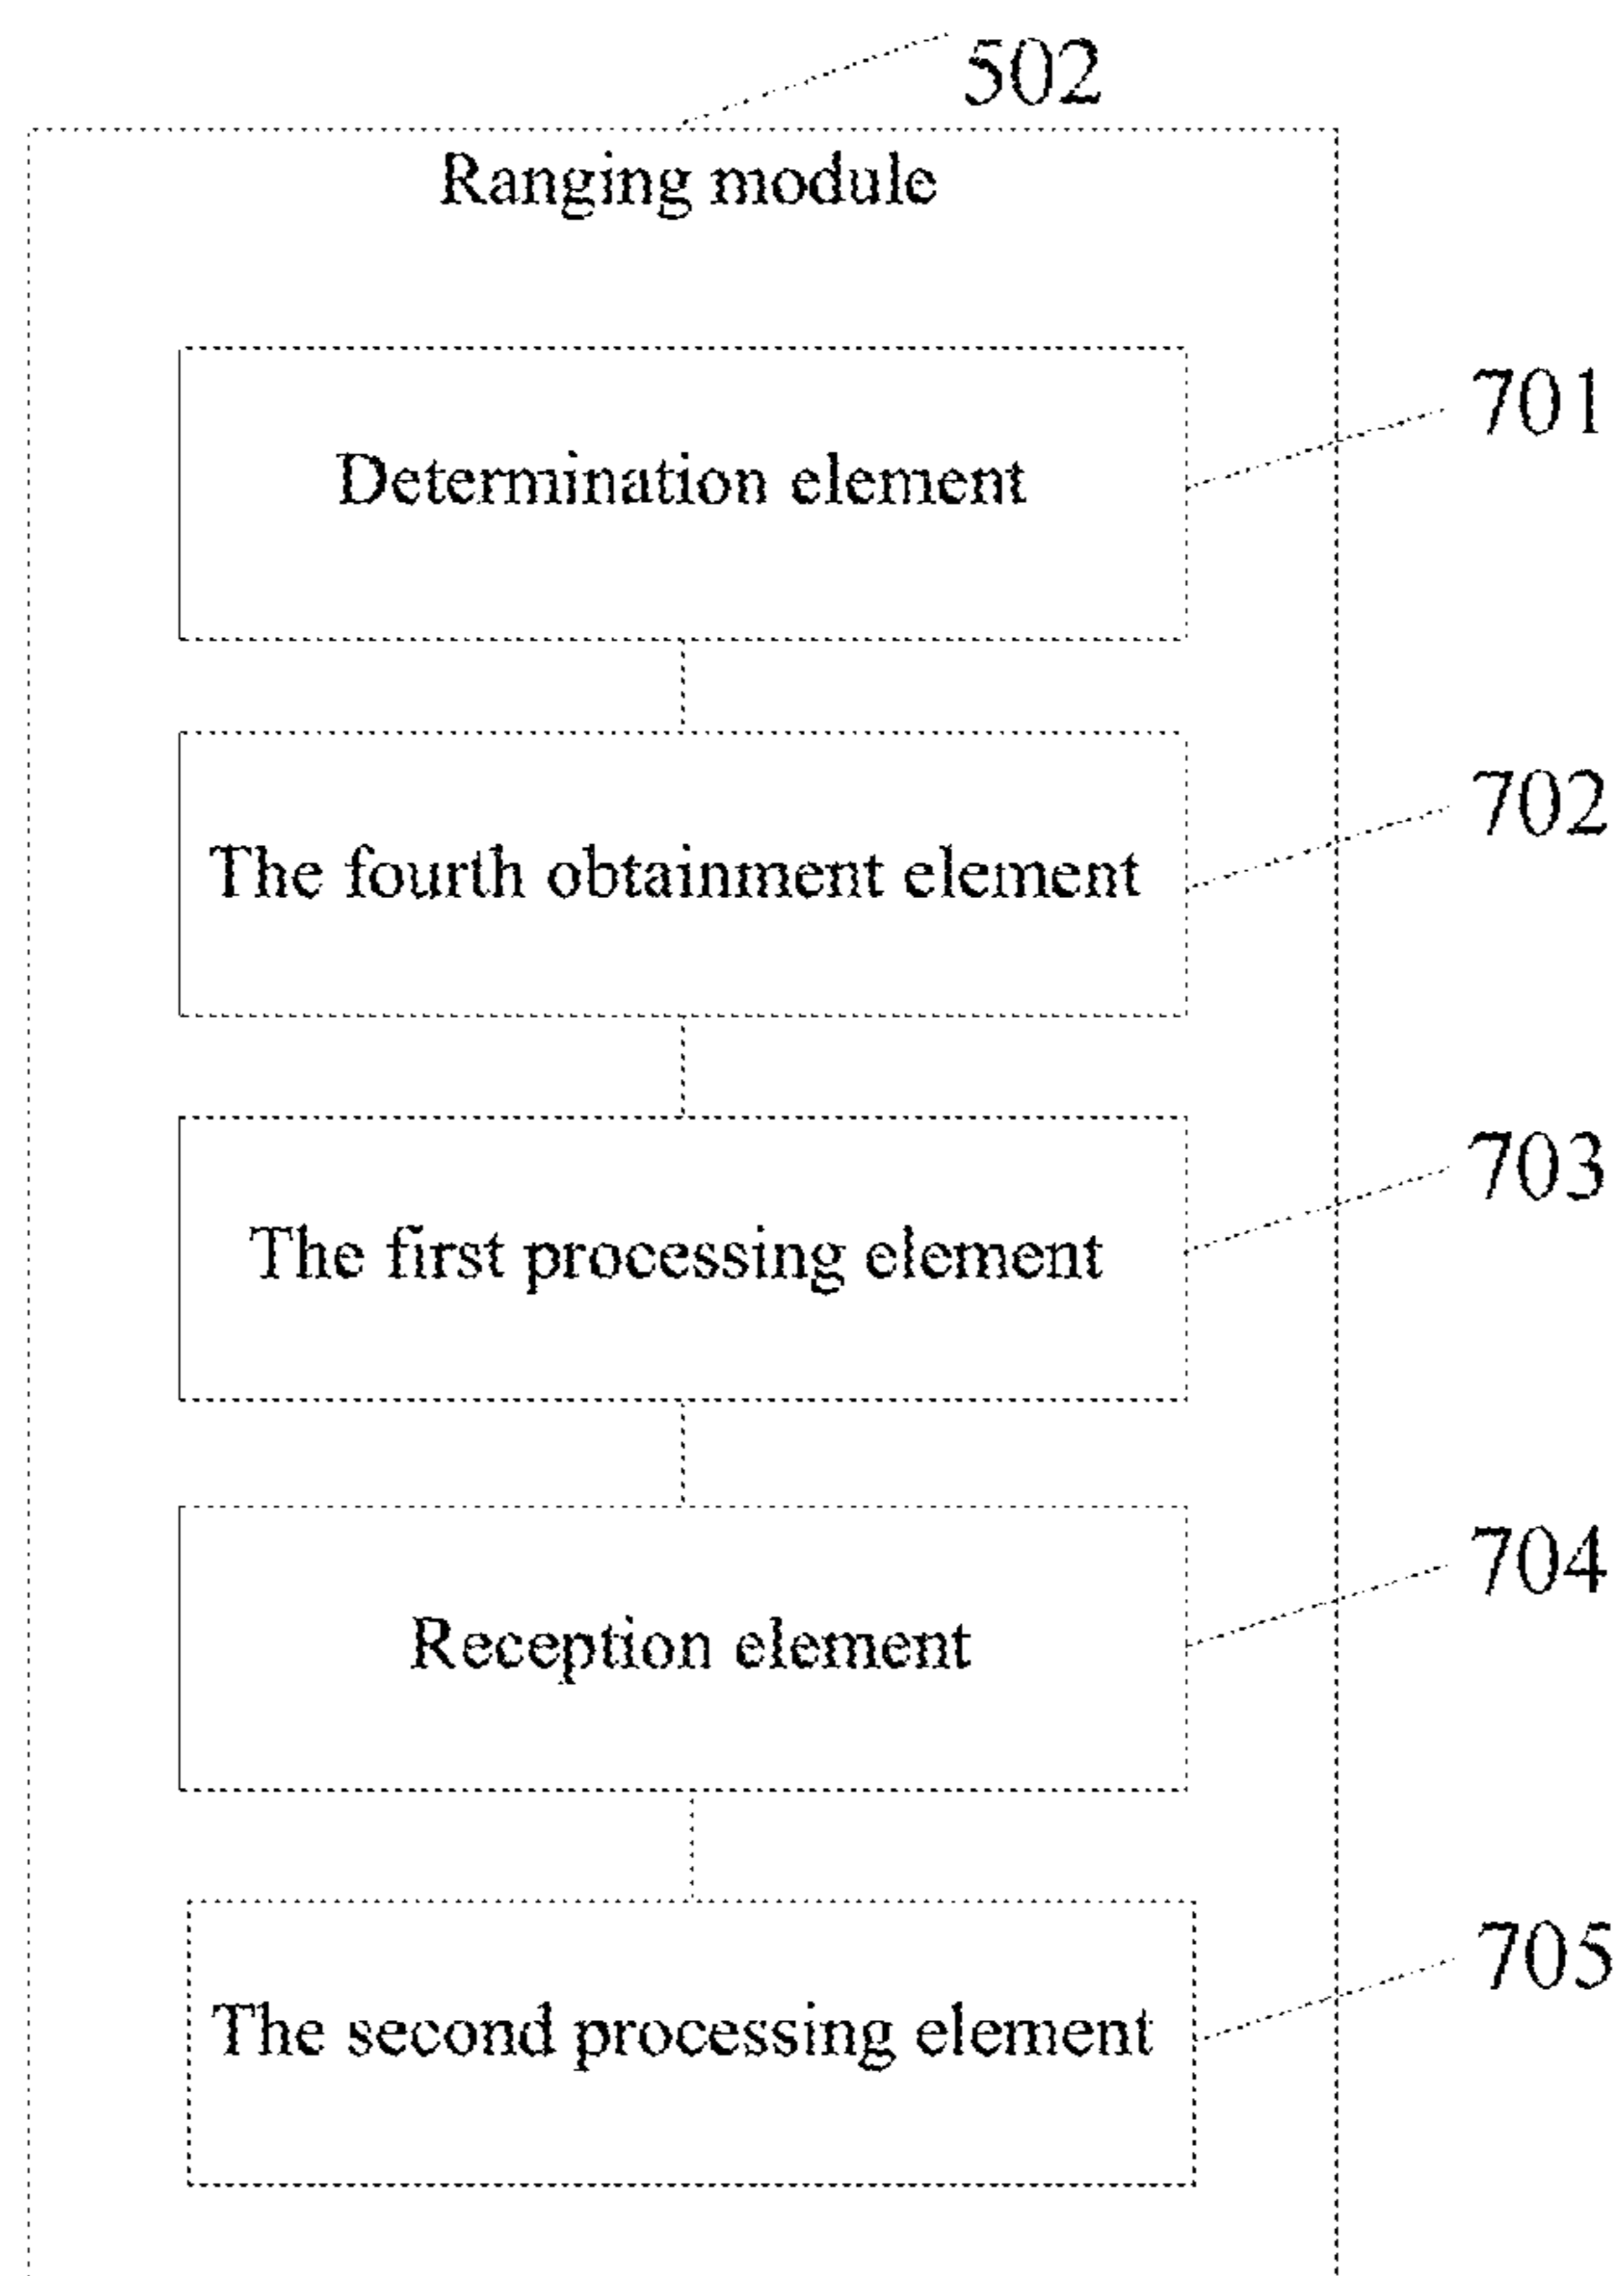 502
Ranging module
Determination element
701
The fourth obtainment element
702
The first processing element
703
Reception element
704
The second processing element
705